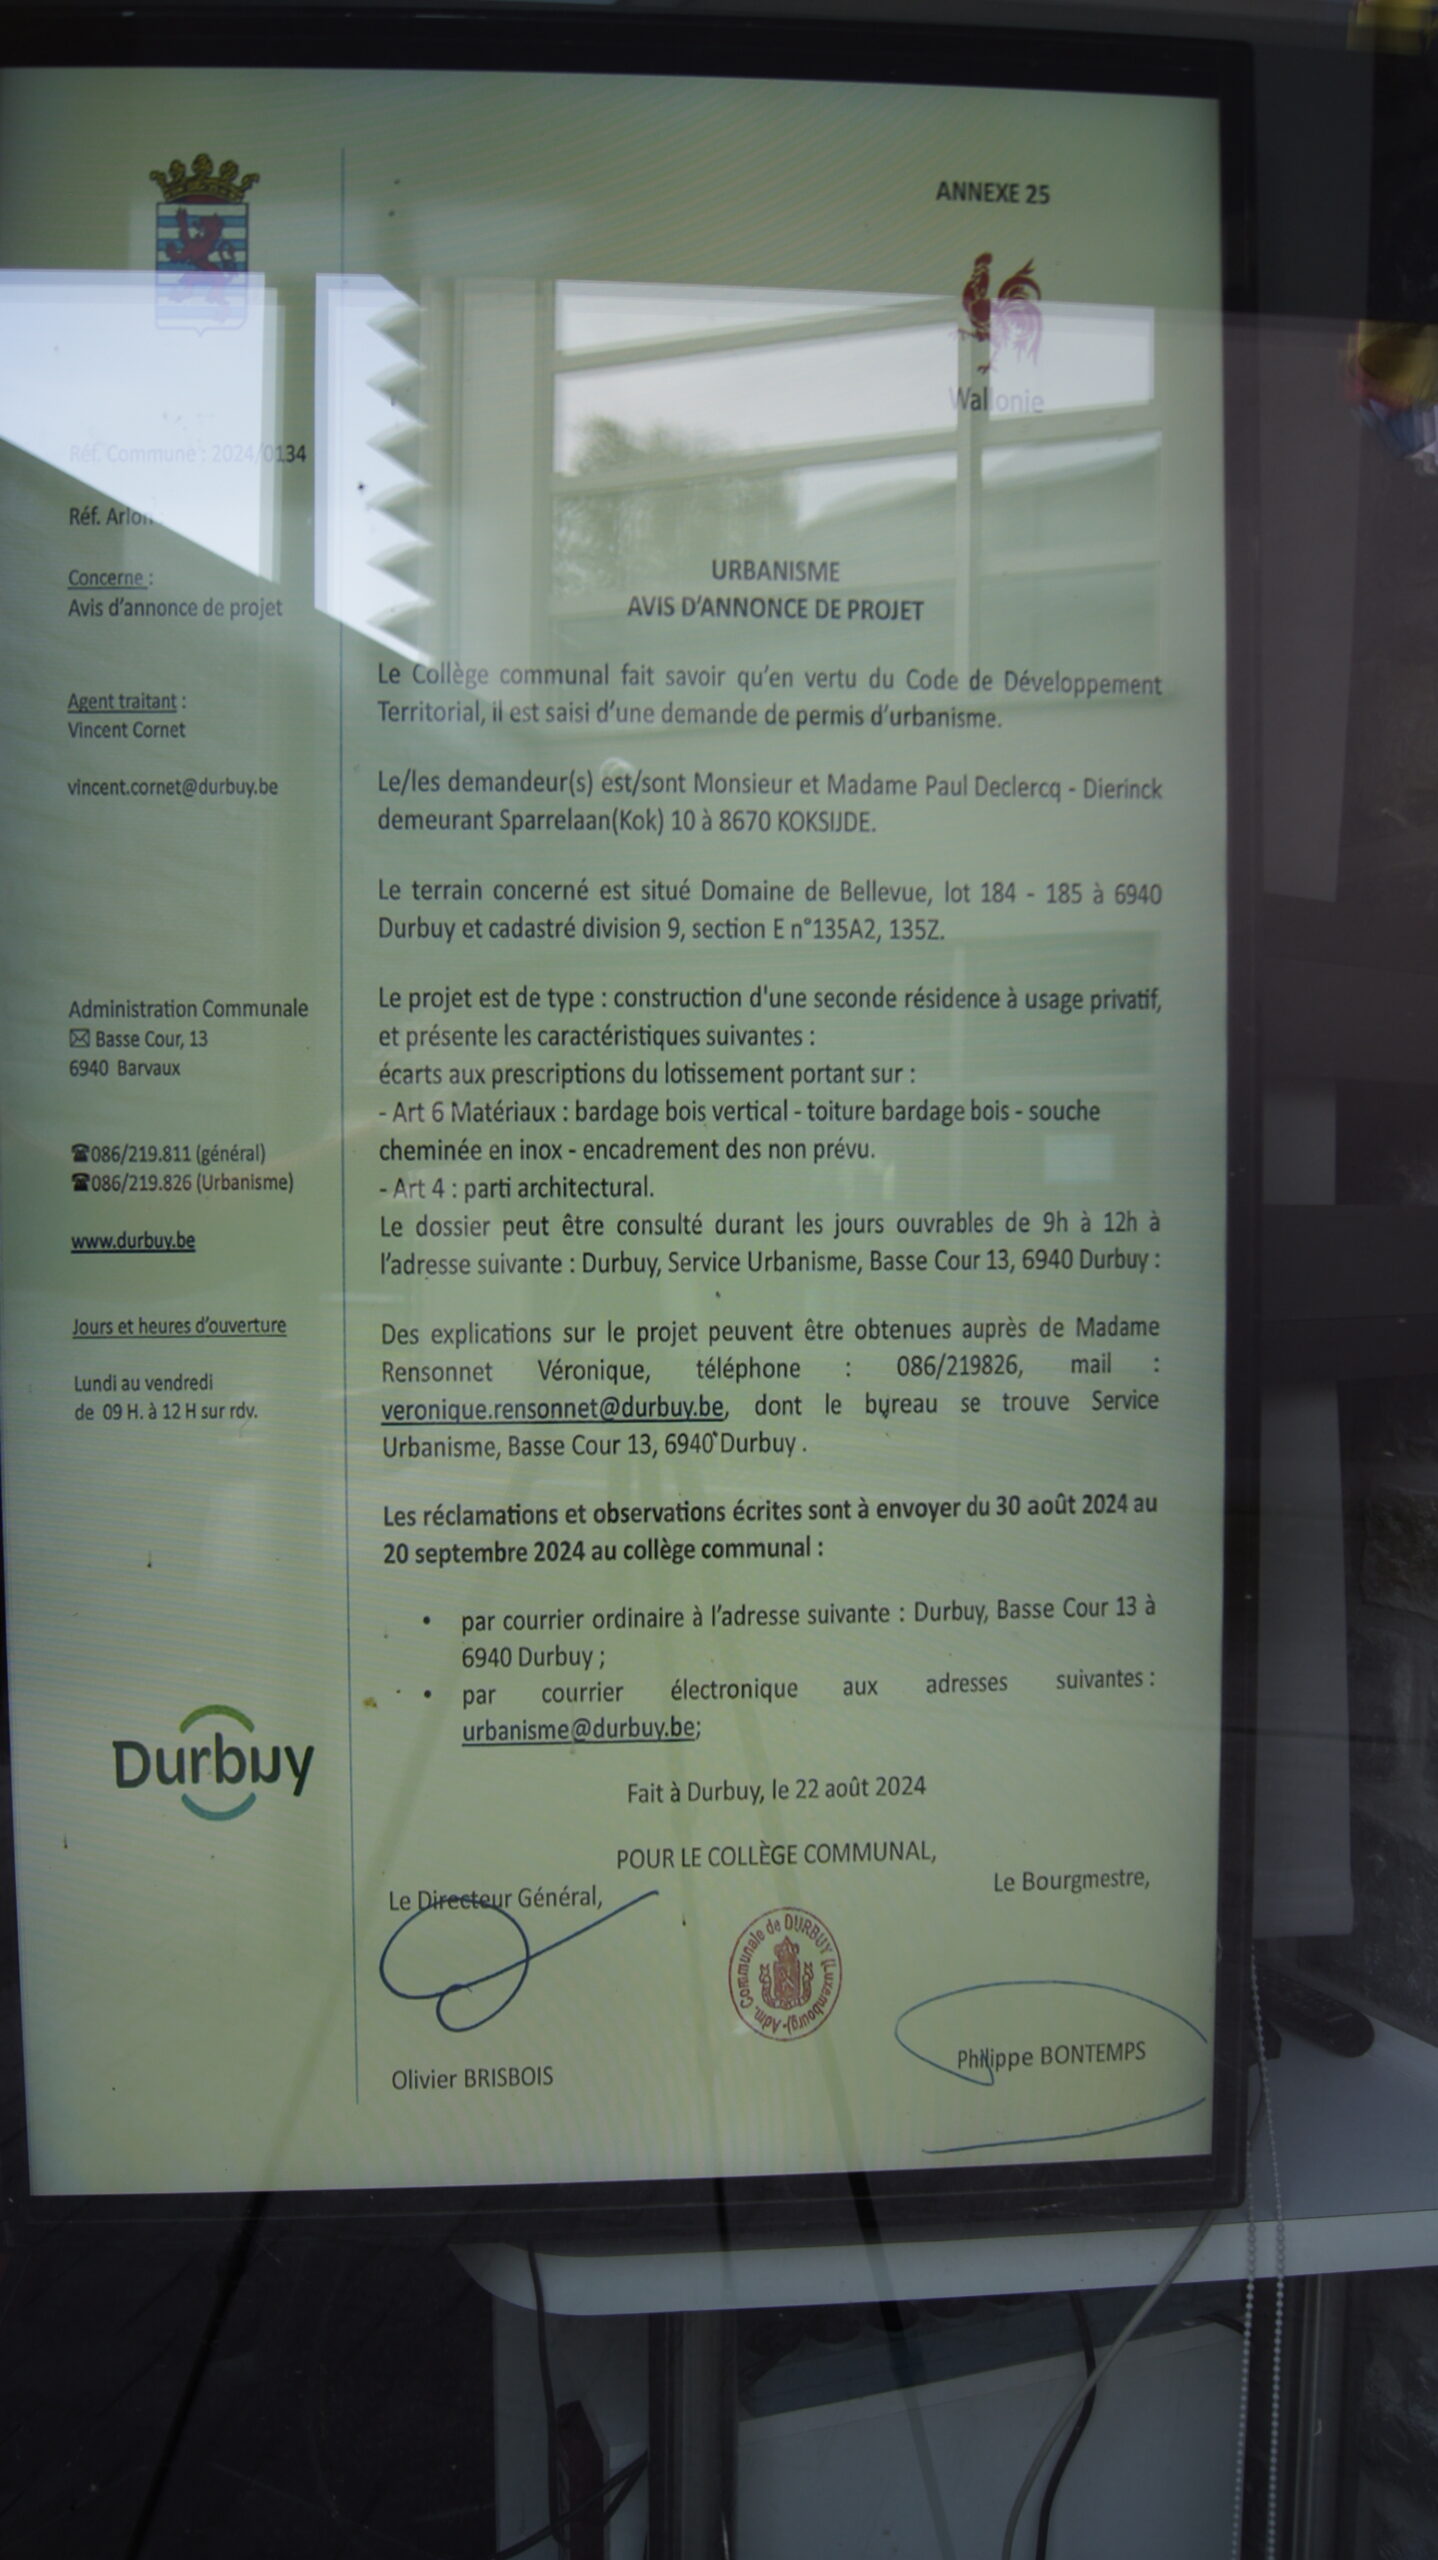 ANNEXE 25
Wallonie
Réf. Commune : 2024/0134
Réf. Arlon
Concerne :
Avis d'annonce de projet
Agent traitant :
Vincent Cornet
vincent.cornet@durbuy.be
Administration Communale
Basse Cour, 13
6940 Barvaux
086/219.811 (général)
086/219.826 (Urbanisme)
www.durbuy.be
Jours et heures d'ouverture
Lundi au vendredi
de 09 H. à 12 H sur rdv.
Durbuy
URBANISME
AVIS D'ANNONCE DE PROJET
Le Collège communal fait savoir qu'en vertu du Code de Développement
Territorial, il est saisi d'une demande de permis d'urbanisme.
Le/les demandeur(s) est/sont Monsieur et Madame Paul Declercq - Dierinck
demeurant Sparrelaan(Kok) 10 à 8670 KOKSIJDE.
Le terrain concerné est situé Domaine de Bellevue, lot 184 - 185 à 6940
Durbuy et cadastré division 9, section E n°135A2, 135Z.
Le projet est de type : construction d'une seconde résidence à usage privatif,
et présente les caractéristiques suivantes :
écarts aux prescriptions du lotissement portant sur :
- Art 6 Matériaux : bardage bois vertical - toiture bardage bois - souche
cheminée en inox - encadrement des non prévu.
- Art 4 : parti architectural.
Le dossier peut être consulté durant les jours ouvrables de 9h à 12h à
l'adresse suivante : Durbuy, Service Urbanisme, Basse Cour 13, 6940 Durbuy :
Des explications sur le projet peuvent être obtenues auprès de Madame
Rensonnet Véronique, téléphone : 086/219826, mail :
veronique.rensonnet@durbuy.be, dont le bureau se trouve Service
Urbanisme, Basse Cour 13, 6940 Durbuy .
Les réclamations et observations écrites sont à envoyer du 30 août 2024 au
20 septembre 2024 au collège communal :
• par courrier ordinaire à l'adresse suivante : Durbuy, Basse Cour 13 à
6940 Durbuy ;
• par courrier électronique aux adresses suivantes :
urbanisme@durbuy.be;
Fait à Durbuy, le 22 août 2024
POUR LE COLLÈGE COMMUNAL,
Le Directeur Général,
Le Bourgmestre,
Adm. Communale de DURBUY (Luxembourg)
Olivier BRISBOIS
Philippe BONTEMPS